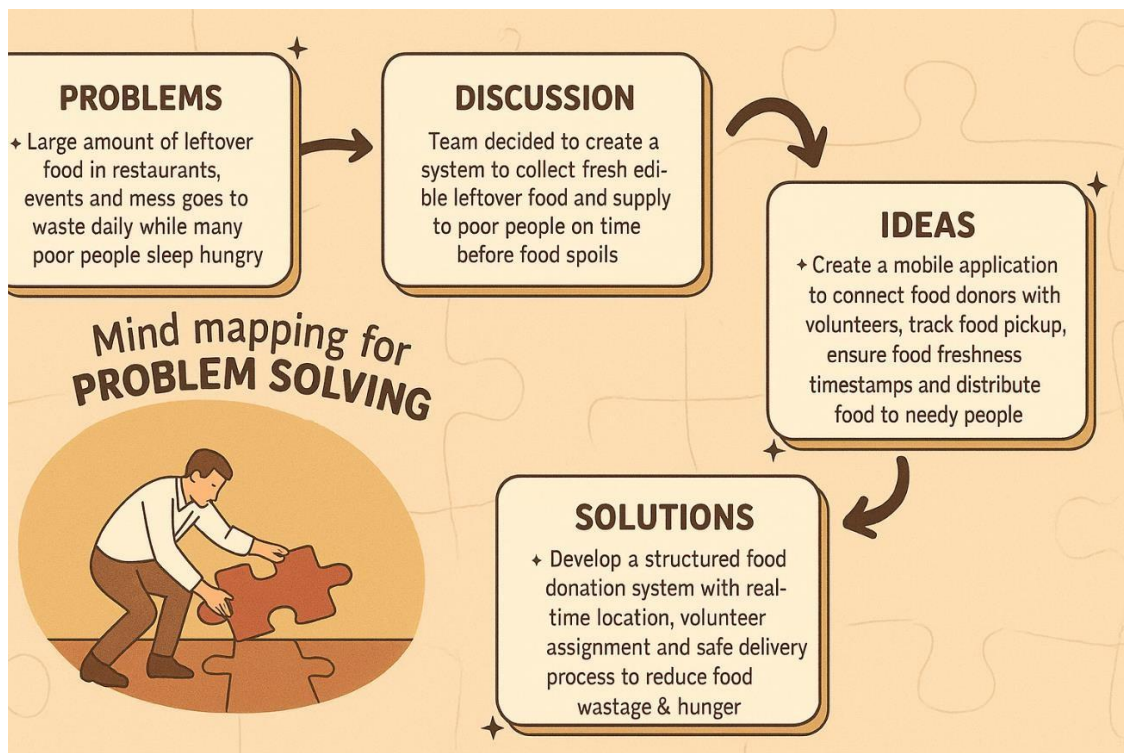 PROBLEMS
✦ Large amount of leftover
food in restaurants,
events and mess goes to
waste daily while many
poor people sleep hungry
DISCUSSION
Team decided to create a
system to collect fresh edi-
ble leftover food and supply
to poor people on time
before food spoils
IDEAS
✦ Create a mobile application
to connect food donors with
volunteers, track food pickup,
ensure food freshness
timestamps and distribute
food to needy people
Mind mapping for
PROBLEM SOLVING
SOLUTIONS
✦ Develop a structured food
donation system with real-
time location, volunteer
assignment and safe delivery
process to reduce food
wastage & hunger